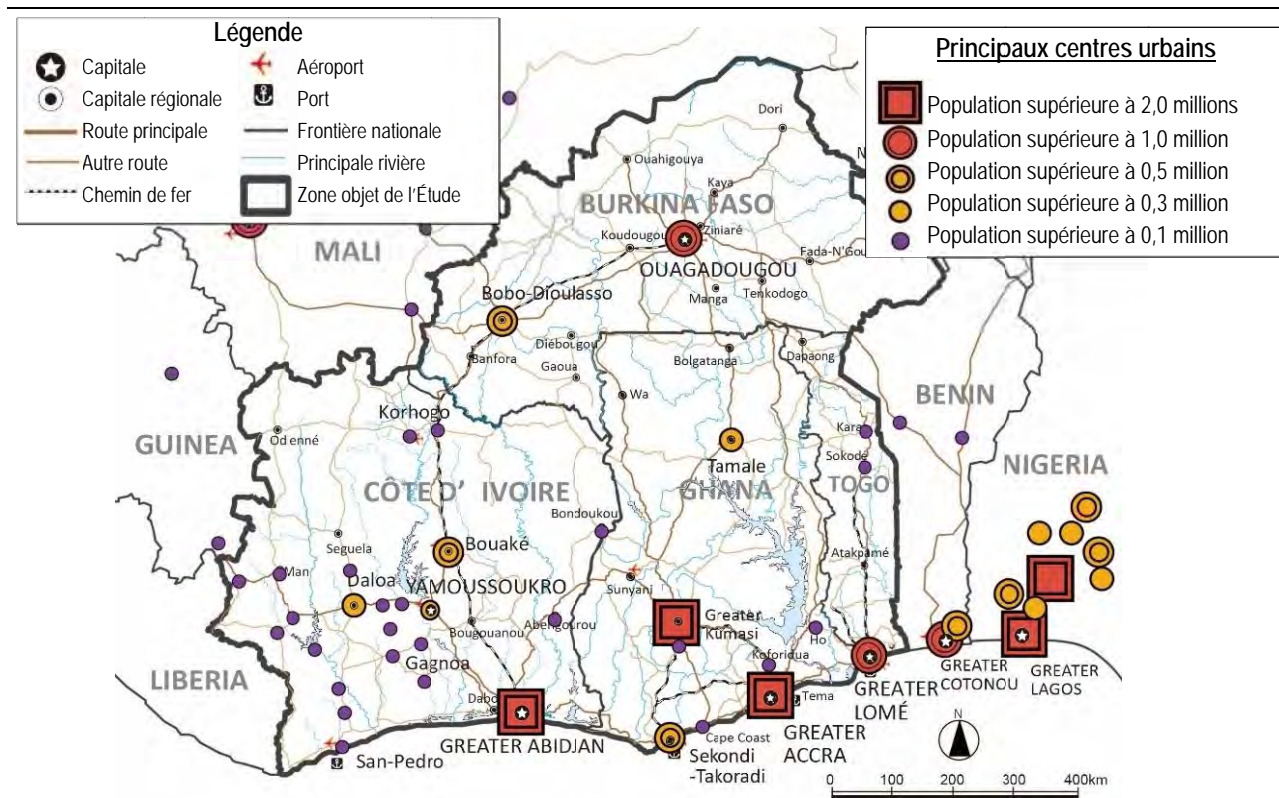 Légende
Capitale
Aéroport
Capitale régionale
Port
Route principale
Frontière nationale
Autre route
Principale rivière
Chemin de fer
Zone objet de l'Étude
Principaux centres urbains
Population supérieure à 2,0 millions
Population supérieure à 1,0 million
Population supérieure à 0,5 million
Population supérieure à 0,3 million
Population supérieure à 0,1 million
Dori
Ouahigouya
Kaya
BURKINA FASO
Ziniaré
Koudougou
MALI
Fada-N'Gou
OUAGADOUGOU
Manga
Tenkodogo
Bobo-Dioulasso
Banfora
Diébougou
Gaoua
Bolgatanga
Dapaong
Wa
BENIN
Korhogo
Odienné
GUINEA
Kara
Tamale
Sokodé
NIGERIA
CÔTE D' IVOIRE
GHANA
TOGO
Bondoukou
Seguela
Bouaké
Atakpamé
Man
Daloa
YAMOUSSOUKRO
Sunyani
Bougouanou
Abengourou
Greater
Kumasi
Ho
Koforidua
Gagnoa
LIBERIA
Dabo
GREATER ABIDJAN
Tema
GREATER
LOMÉ
GREATER
COTONOU
GREATER
LAGOS
GREATER
ACCRA
Cape Coast
Sekondi
-Takoradi
San-Pedro
N
0 100 200 300 400km